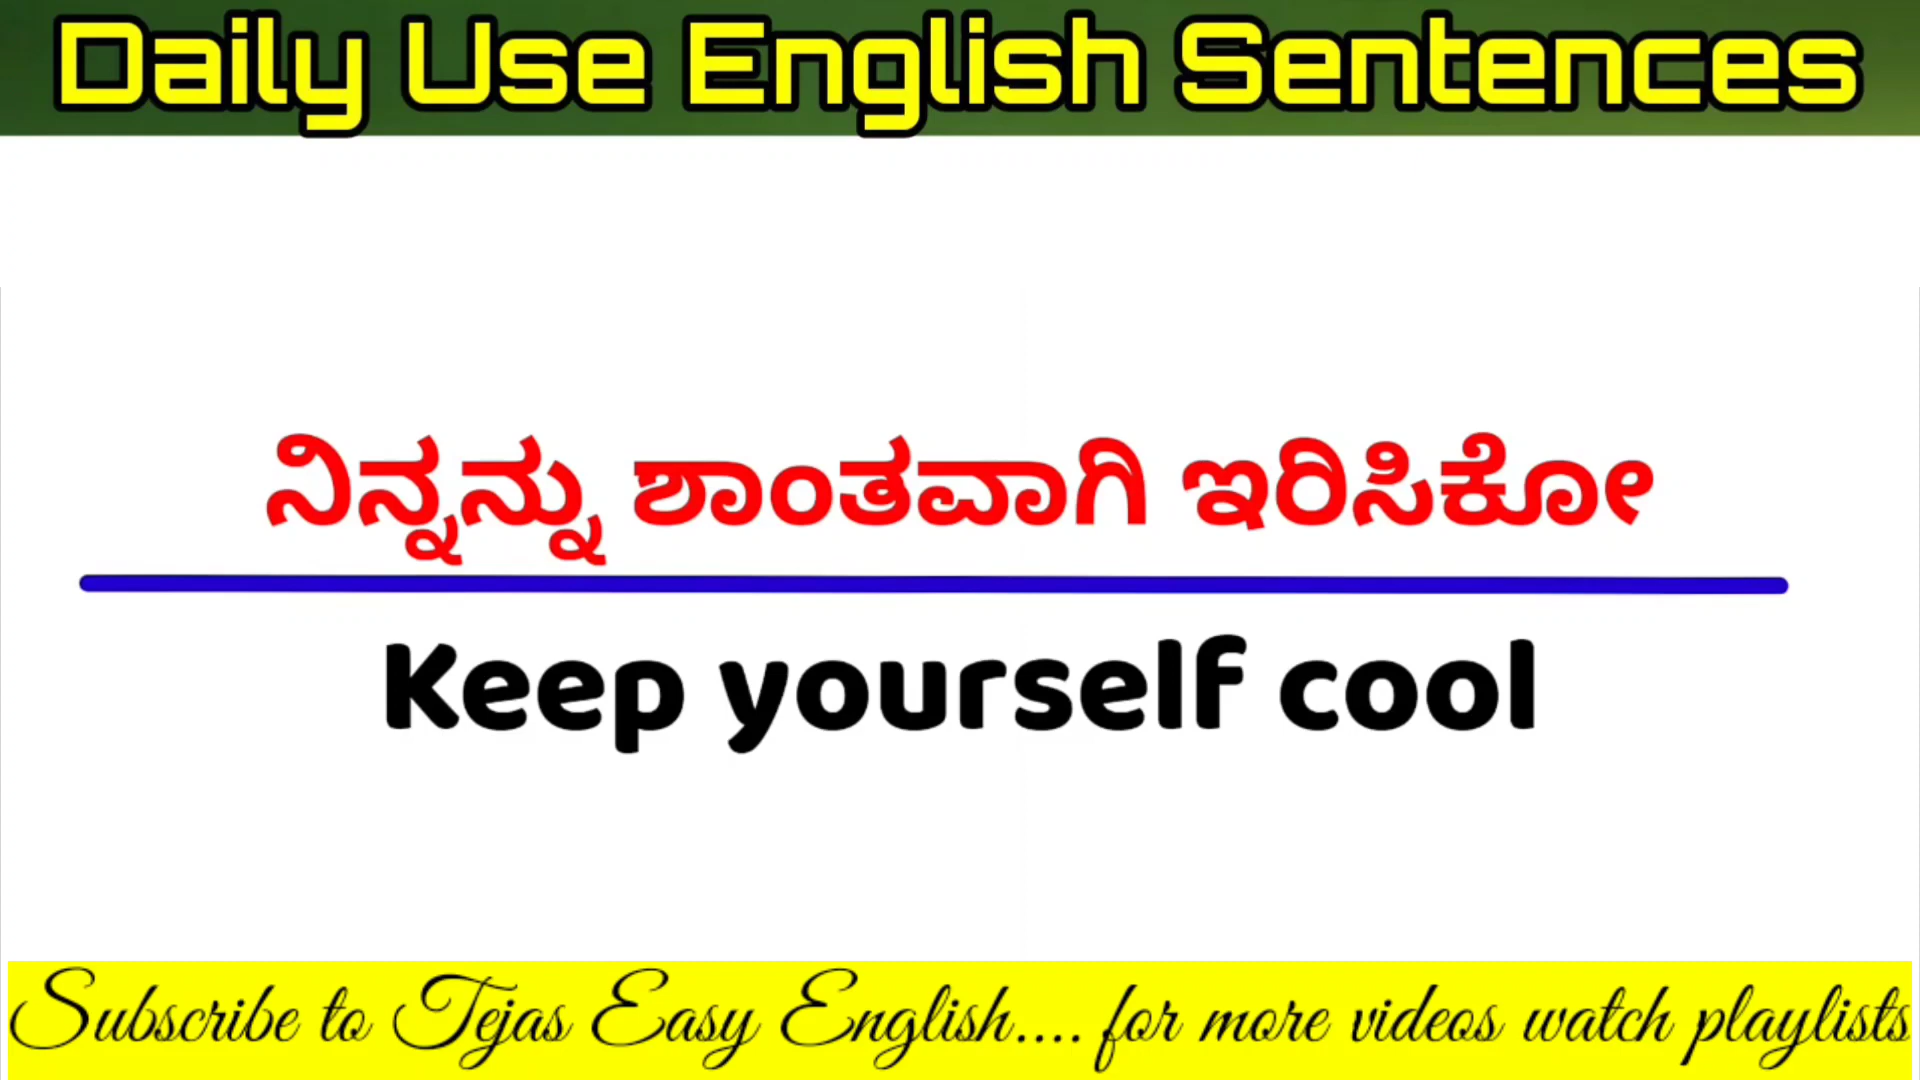 Daily Use English Sentences
ನಿನ್ನನ್ನು ಶಾಂತವಾಗಿ ಇರಿಸಿಕೋ
Keep yourself cool
Subscribe to Tejas Easy English.... for more videos watch playlists